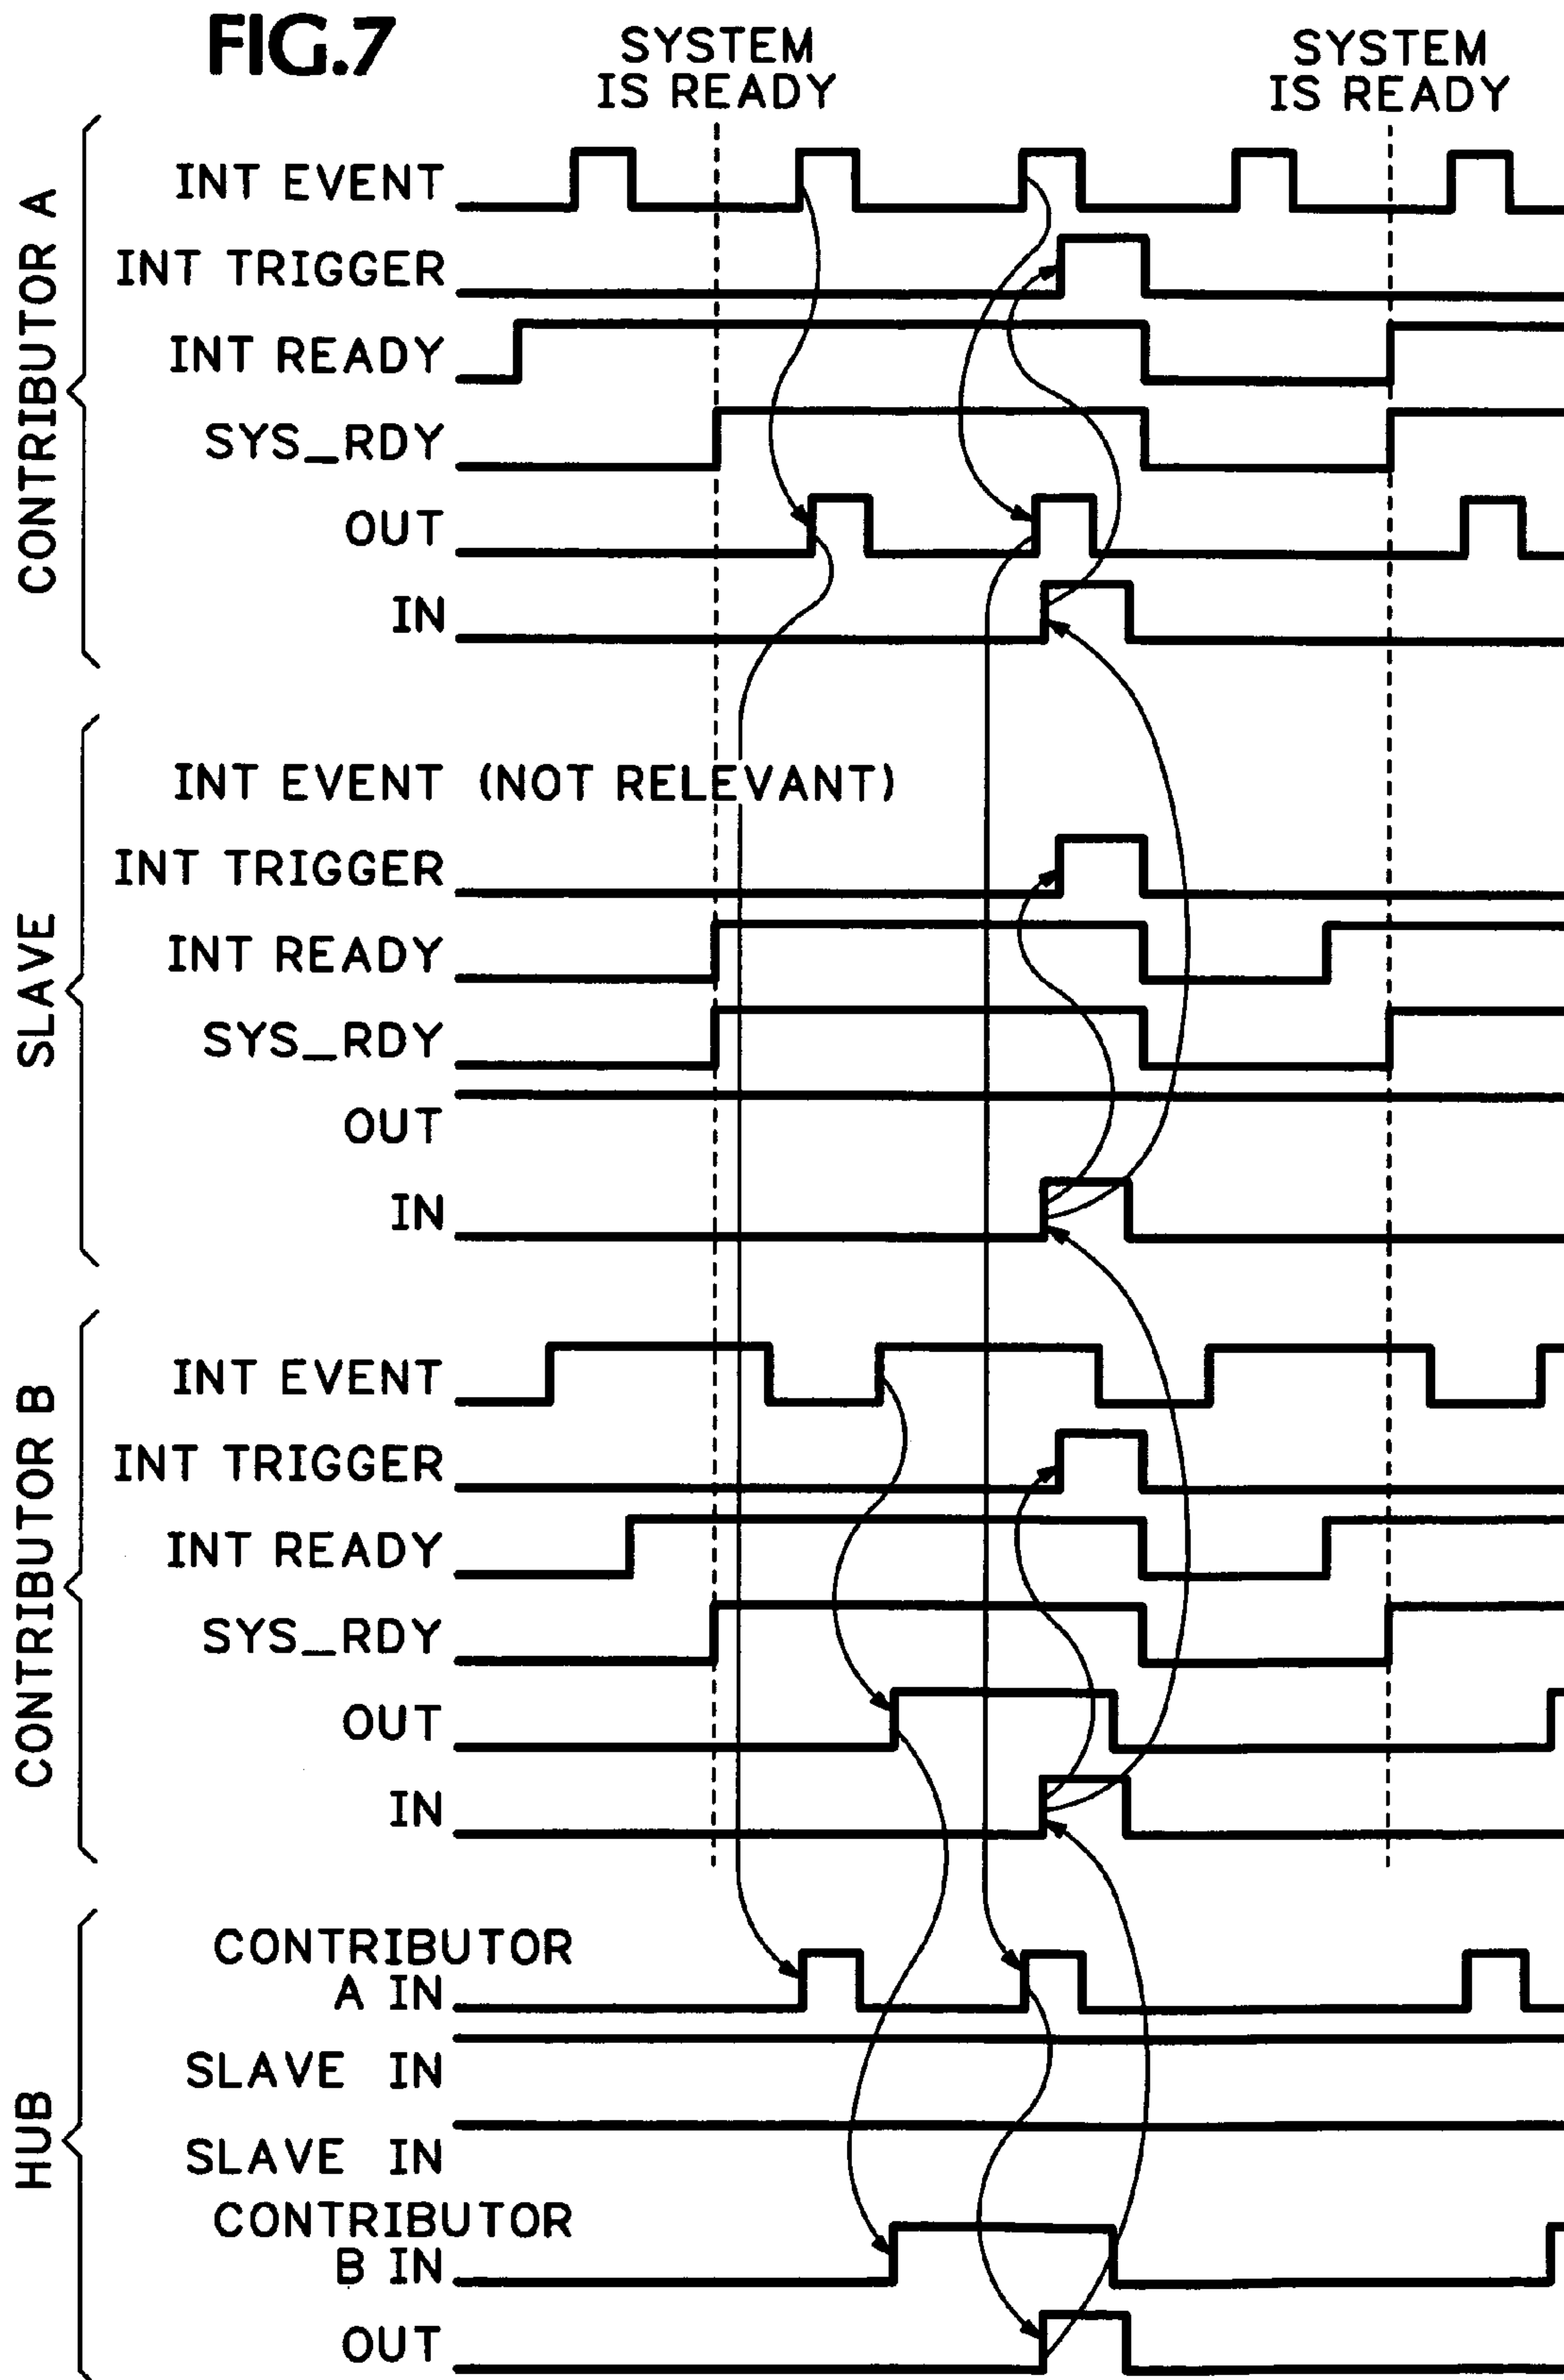 FIG.7
SYSTEM
IS READY
SYSTEM
IS READY
CONTRIBUTOR A
INT EVENT
INT TRIGGER
INT READY
SYS_RDY
OUT
IN
SLAVE
INT EVENT (NOT RELEVANT)
INT TRIGGER
INT READY
SYS_RDY
OUT
IN
CONTRIBUTOR B
INT EVENT
INT TRIGGER
INT READY
SYS_RDY
OUT
IN
HUB
CONTRIBUTOR
A IN
SLAVE IN
SLAVE IN
CONTRIBUTOR
B IN
OUT